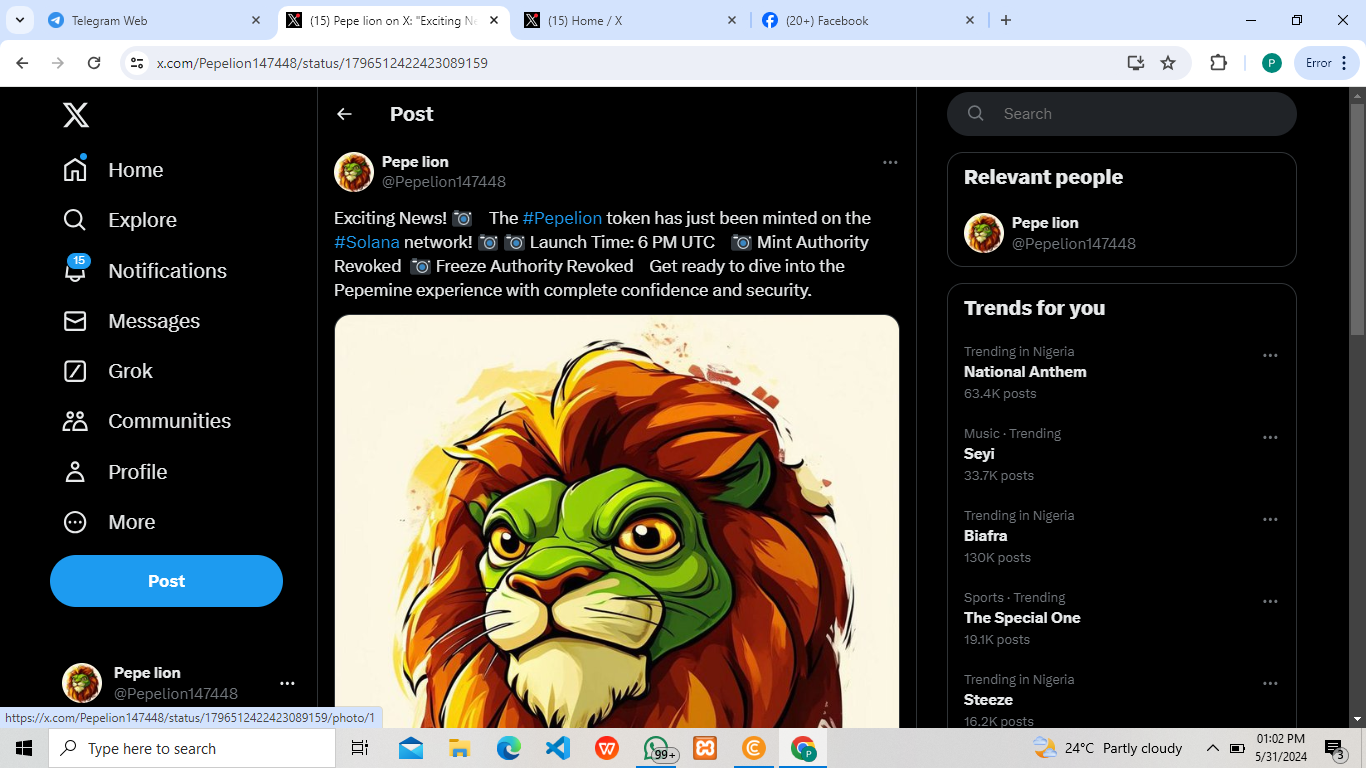 Telegram Web
(15) Pepe lion on X: "Exciting Ne
(15) Home / X
(20+) Facebook
x.com/Pepelion147448/status/1796512422423089159
P
Error
Home
Explore
15
Notifications
Messages
Grok
Communities
Profile
More
Post
Pepe lion
@Pepelion147448
https://x.com/Pepelion147448/status/1796512422423089159/photo/1
Post
Pepe lion
@Pepelion147448
Exciting News! 📷 The #Pepelion token has just been minted on the
#Solana network! 📷 📷 Launch Time: 6 PM UTC 📷 Mint Authority
Revoked 📷 Freeze Authority Revoked Get ready to dive into the
Pepemine experience with complete confidence and security.
Search
Relevant people
Pepe lion
@Pepelion147448
Trends for you
Trending in Nigeria
National Anthem
63.4K posts
Music · Trending
Seyi
33.7K posts
Trending in Nigeria
Biafra
130K posts
Sports · Trending
The Special One
19.1K posts
Trending in Nigeria
Steeze
16.2K posts
Type here to search
99+
P
24°C Partly cloudy
01:02 PM
5/31/2024
3